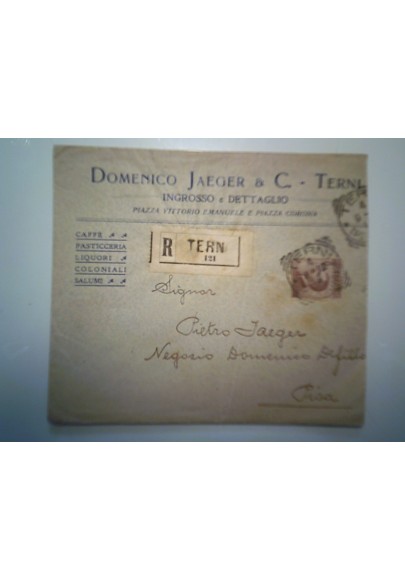 DOMENICO JAEGER & C. - TERNI
INGROSSO E DETTAGLIO
PIAZZA VITTORIO EMANUELE E PIAZZA CORONA
CAFFÈ
PASTICCERIA
LIQUORI
COLONIALI
SALUMI
R TERN
121
Signor
Pietro Jaeger
Negozio Domenico
Pisa